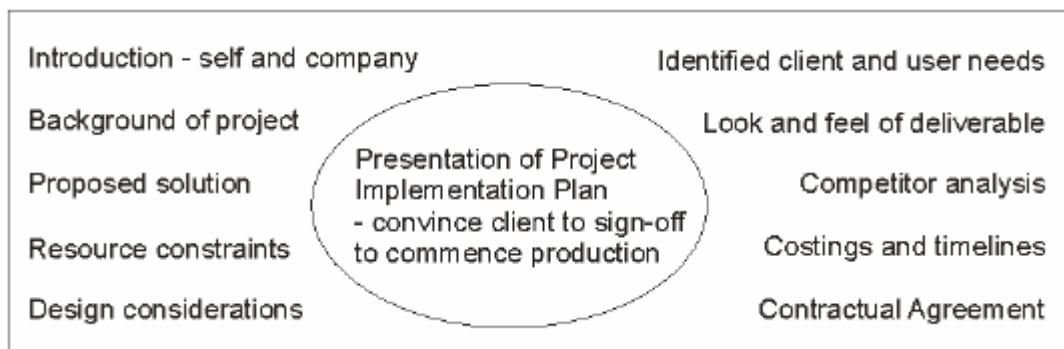 Introduction - self and company
Identified client and user needs
Background of project
Look and feel of deliverable
Presentation of Project
Implementation Plan
- convince client to sign-off
to commence production
Proposed solution
Competitor analysis
Resource constraints
Costings and timelines
Design considerations
Contractual Agreement